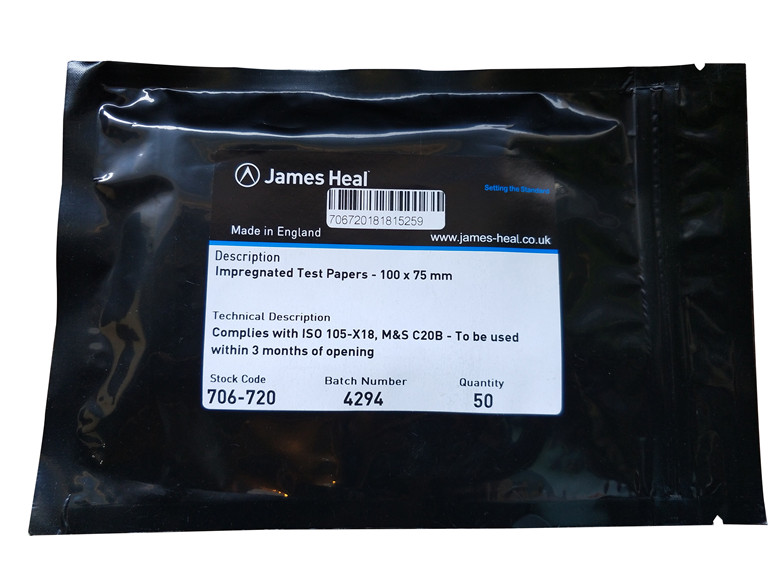 James Heal
Setting the Standard
706720181815259
Made in England
www.james-heal.co.uk
Description
Impregnated Test Papers - 100 x 75 mm
Technical Description
Complies with ISO 105-X18, M&S C20B - To be used
within 3 months of opening
Stock Code Batch Number Quantity
706-720 4294 50